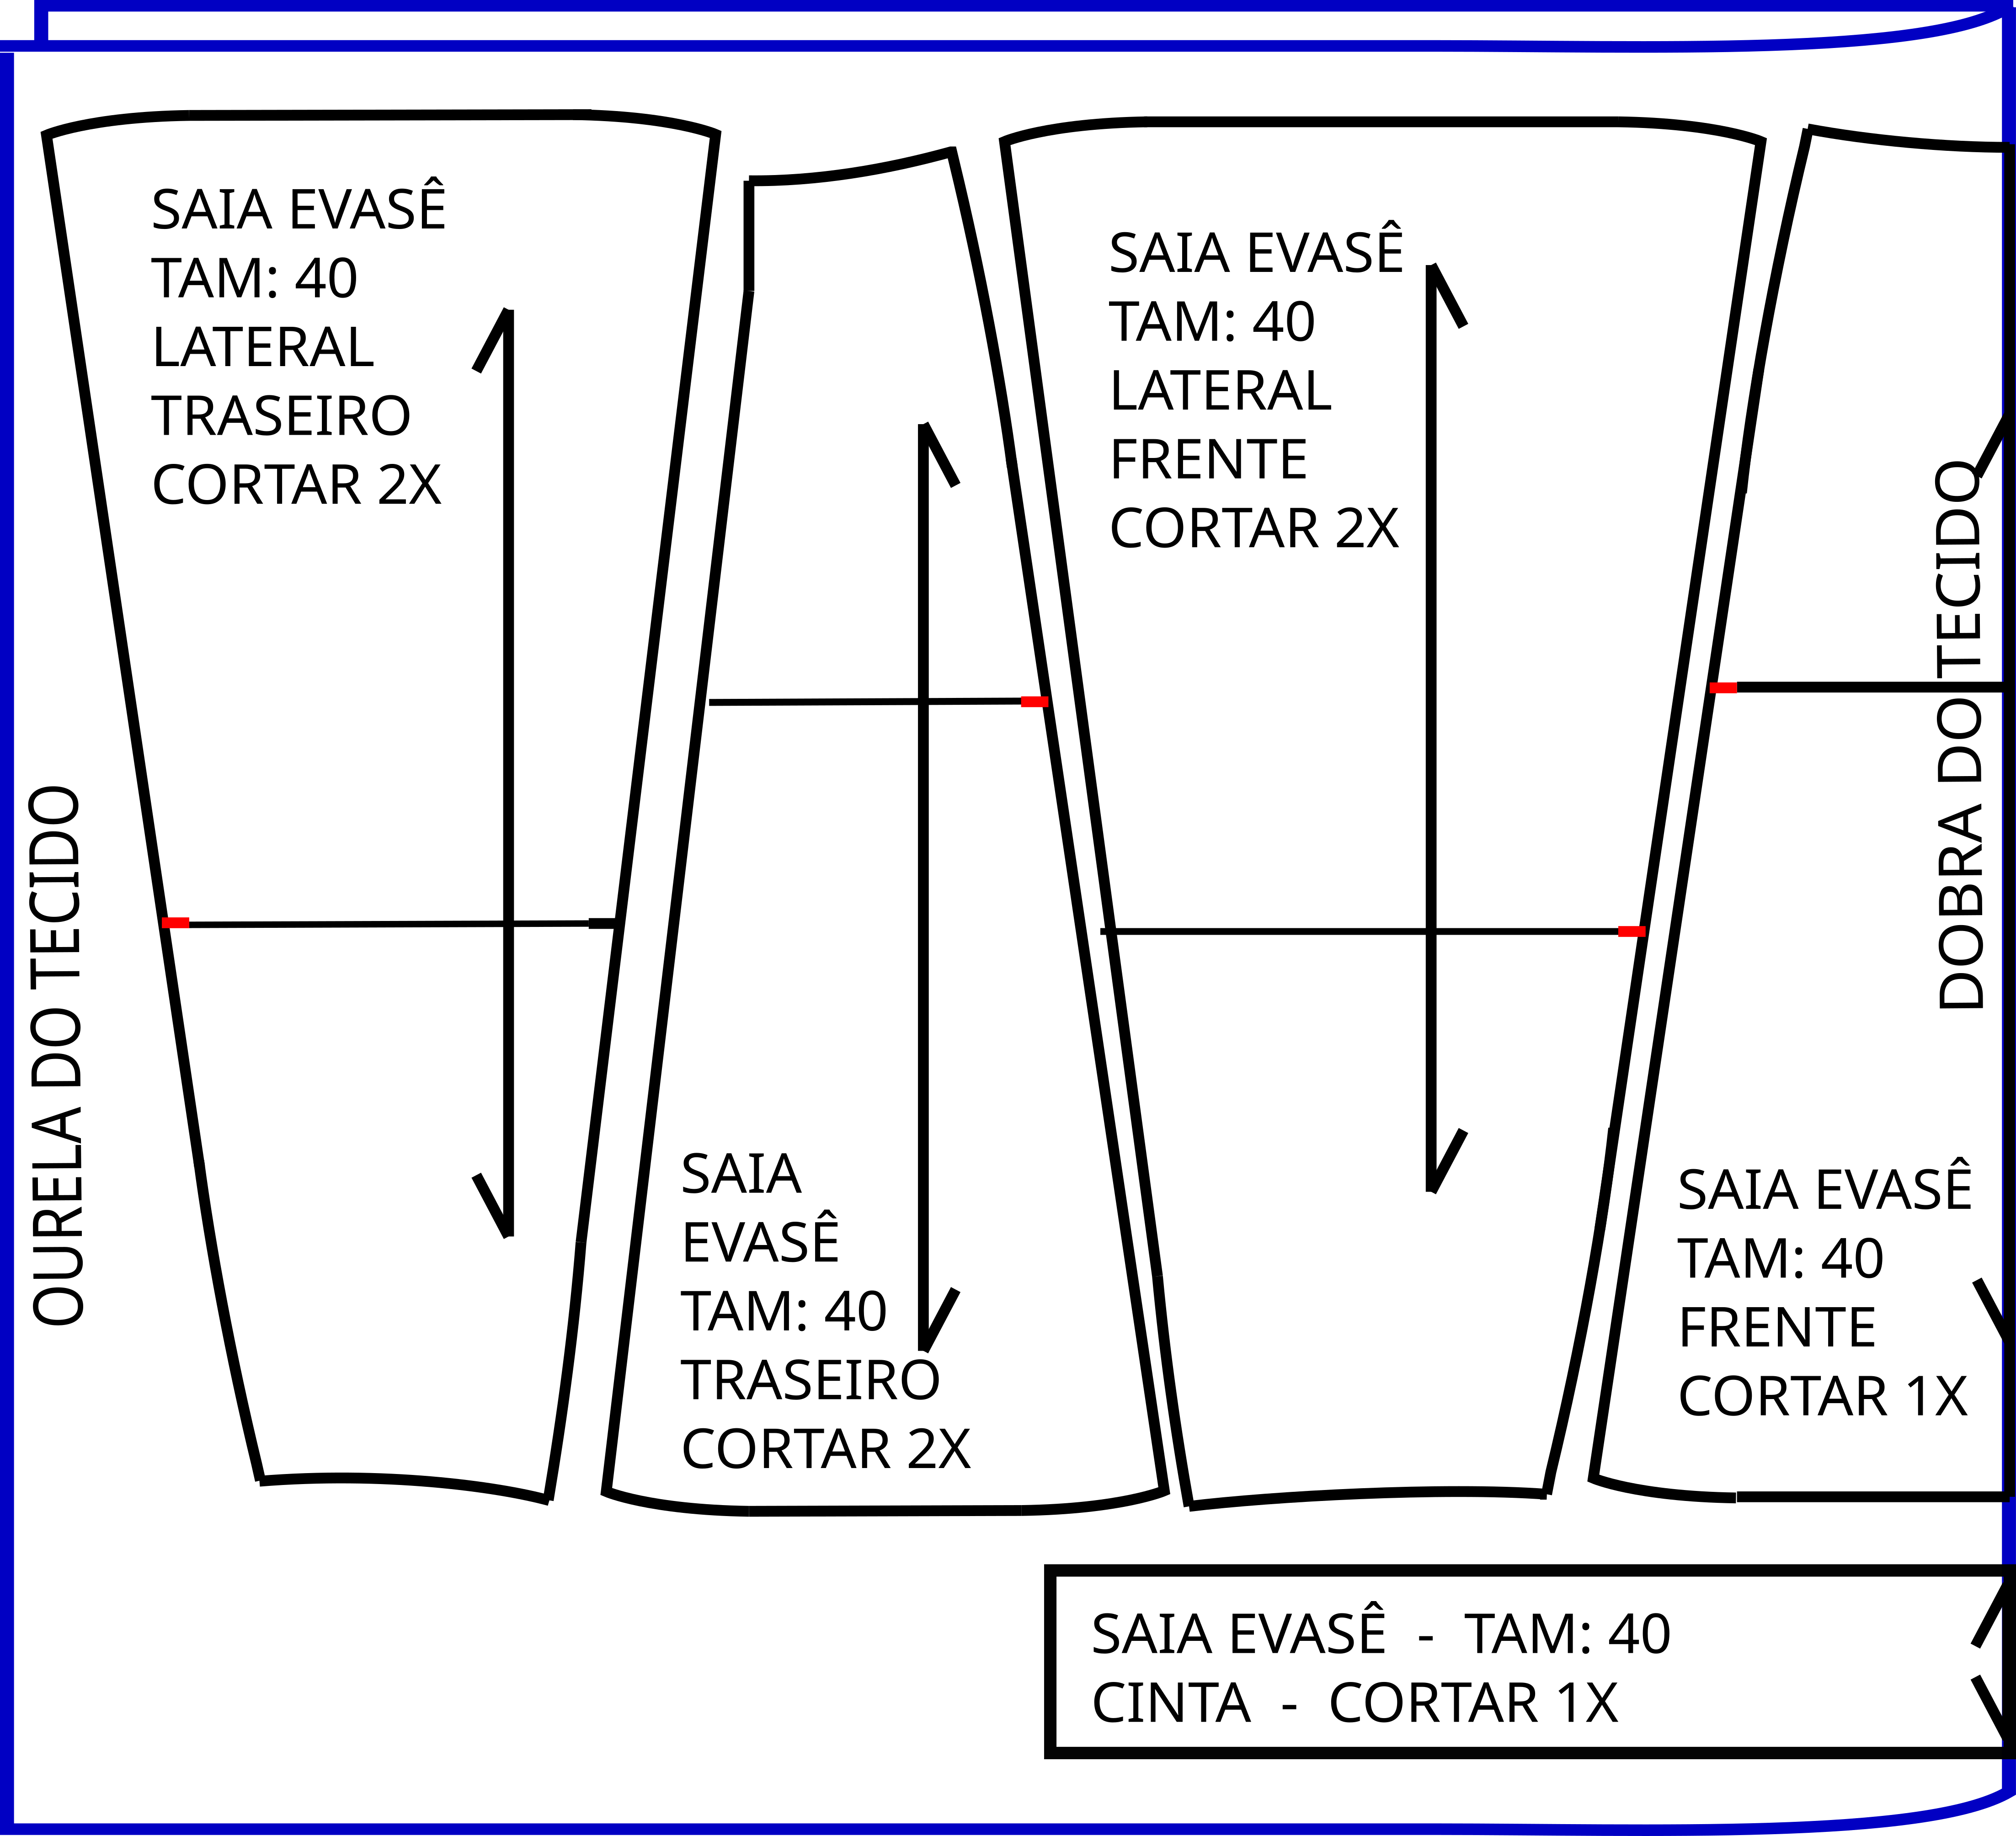 SAIA EVASÊ
TAM: 40
LATERAL
TRASEIRO
CORTAR 2X
SAIA EVASÊ
TAM: 40
LATERAL
FRENTE
CORTAR 2X
OURELA DO TECIDO
DOBRA DO TECIDO
SAIA
EVASÊ
TAM: 40
TRASEIRO
CORTAR 2X
SAIA EVASÊ
TAM: 40
FRENTE
CORTAR 1X
SAIA EVASÊ - TAM: 40
CINTA - CORTAR 1X